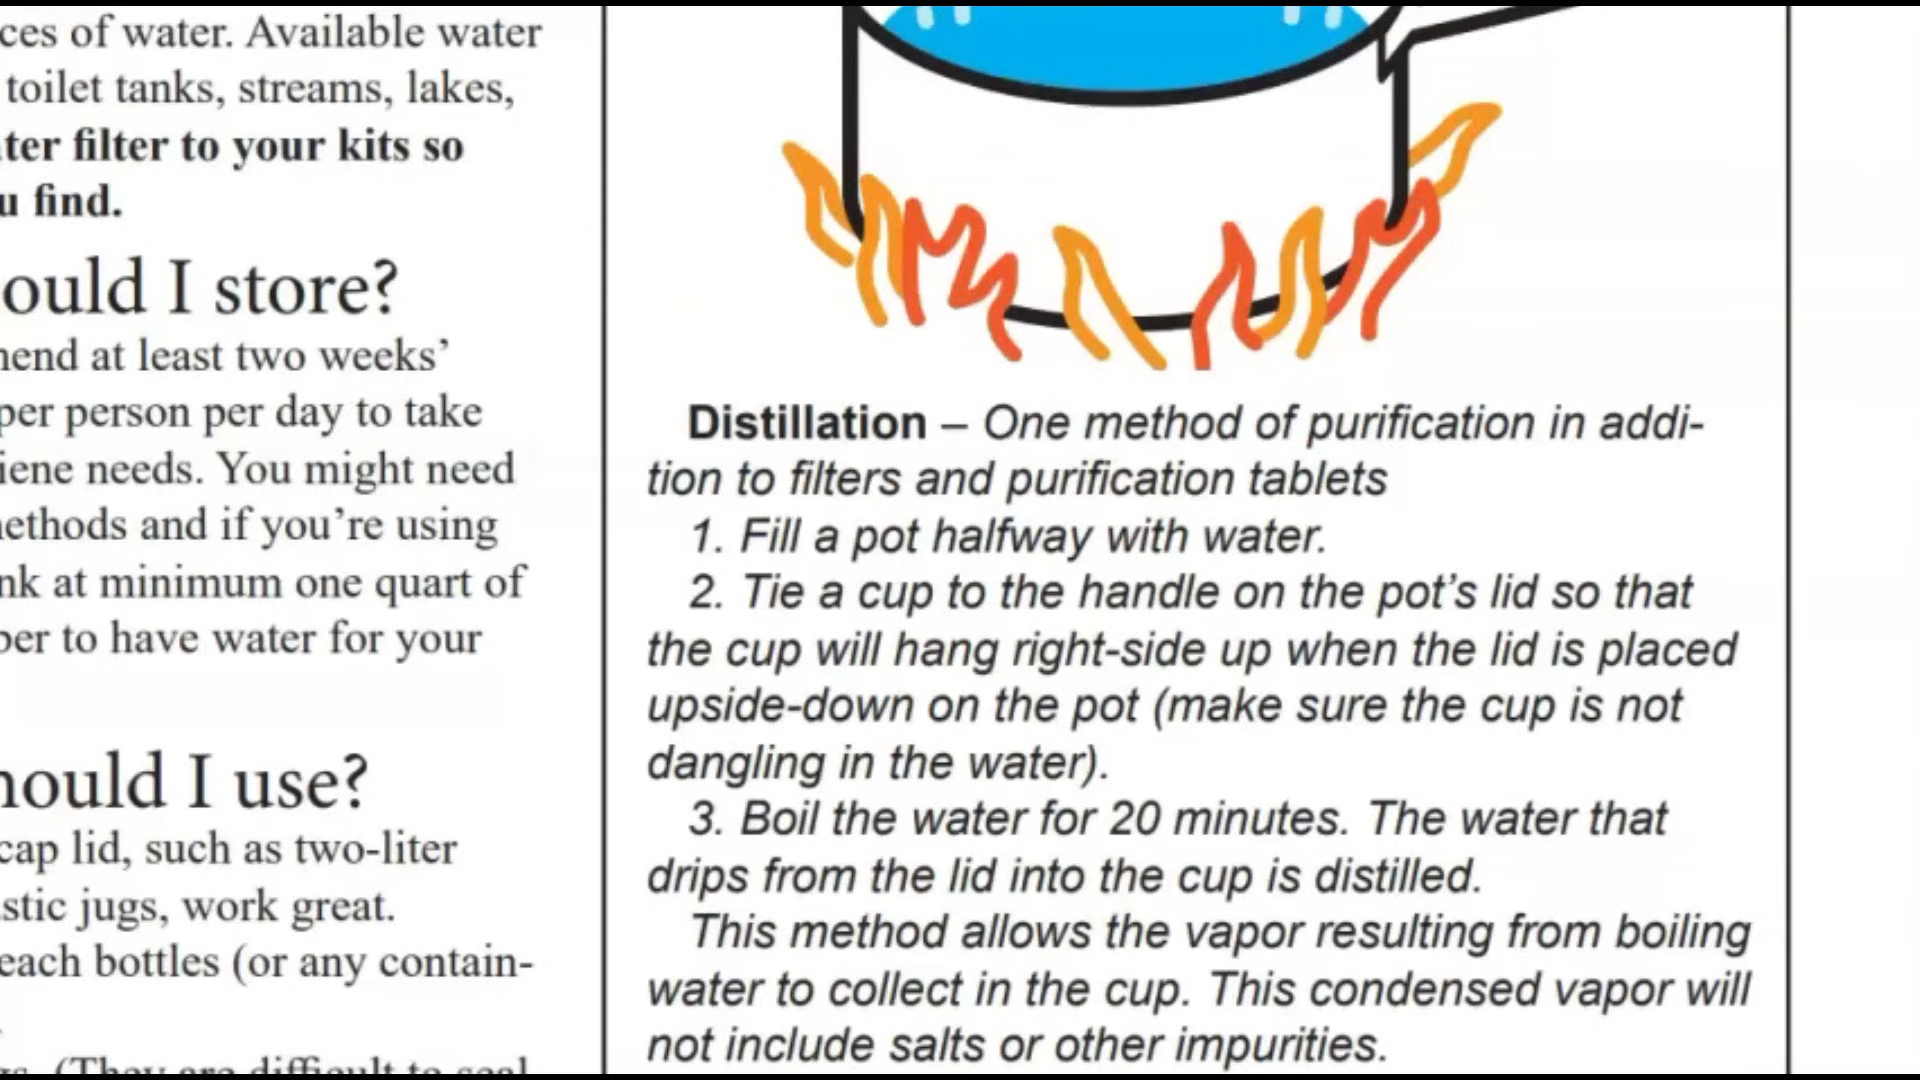 ces of water. Available water
toilet tanks, streams, lakes,
ter filter to your kits so
u find.
ould I store?
mend at least two weeks'
per person per day to take
iene needs. You might need
methods and if you're using
nk at minimum one quart of
ber to have water for your
hould I use?
cap lid, such as two-liter
stic jugs, work great.
each bottles (or any contain-
(They are difficult to seal
Distillation – One method of purification in addi-
tion to filters and purification tablets
1. Fill a pot halfway with water.
2. Tie a cup to the handle on the pot's lid so that
the cup will hang right-side up when the lid is placed
upside-down on the pot (make sure the cup is not
dangling in the water).
3. Boil the water for 20 minutes. The water that
drips from the lid into the cup is distilled.
This method allows the vapor resulting from boiling
water to collect in the cup. This condensed vapor will
not include salts or other impurities.